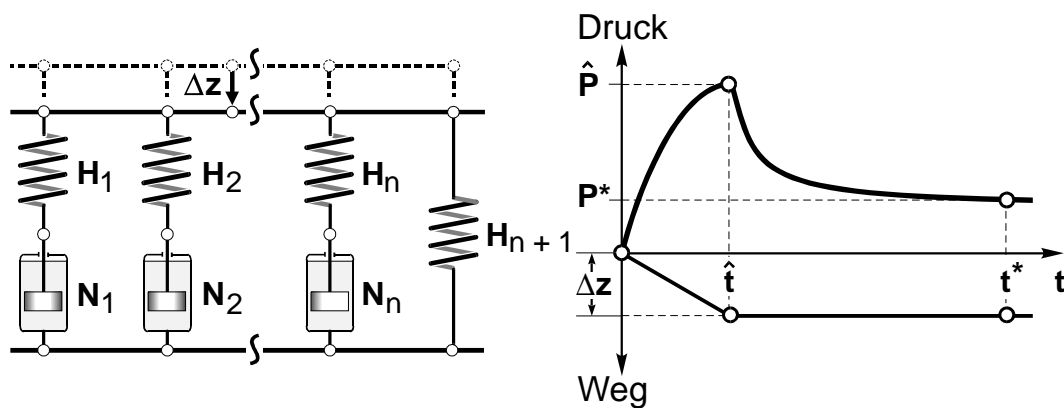 Δz
H1
H2
Hn
Hn + 1
N1
N2
Nn
Druck
P̂
P*
Δz
t̂
t*
t
Weg